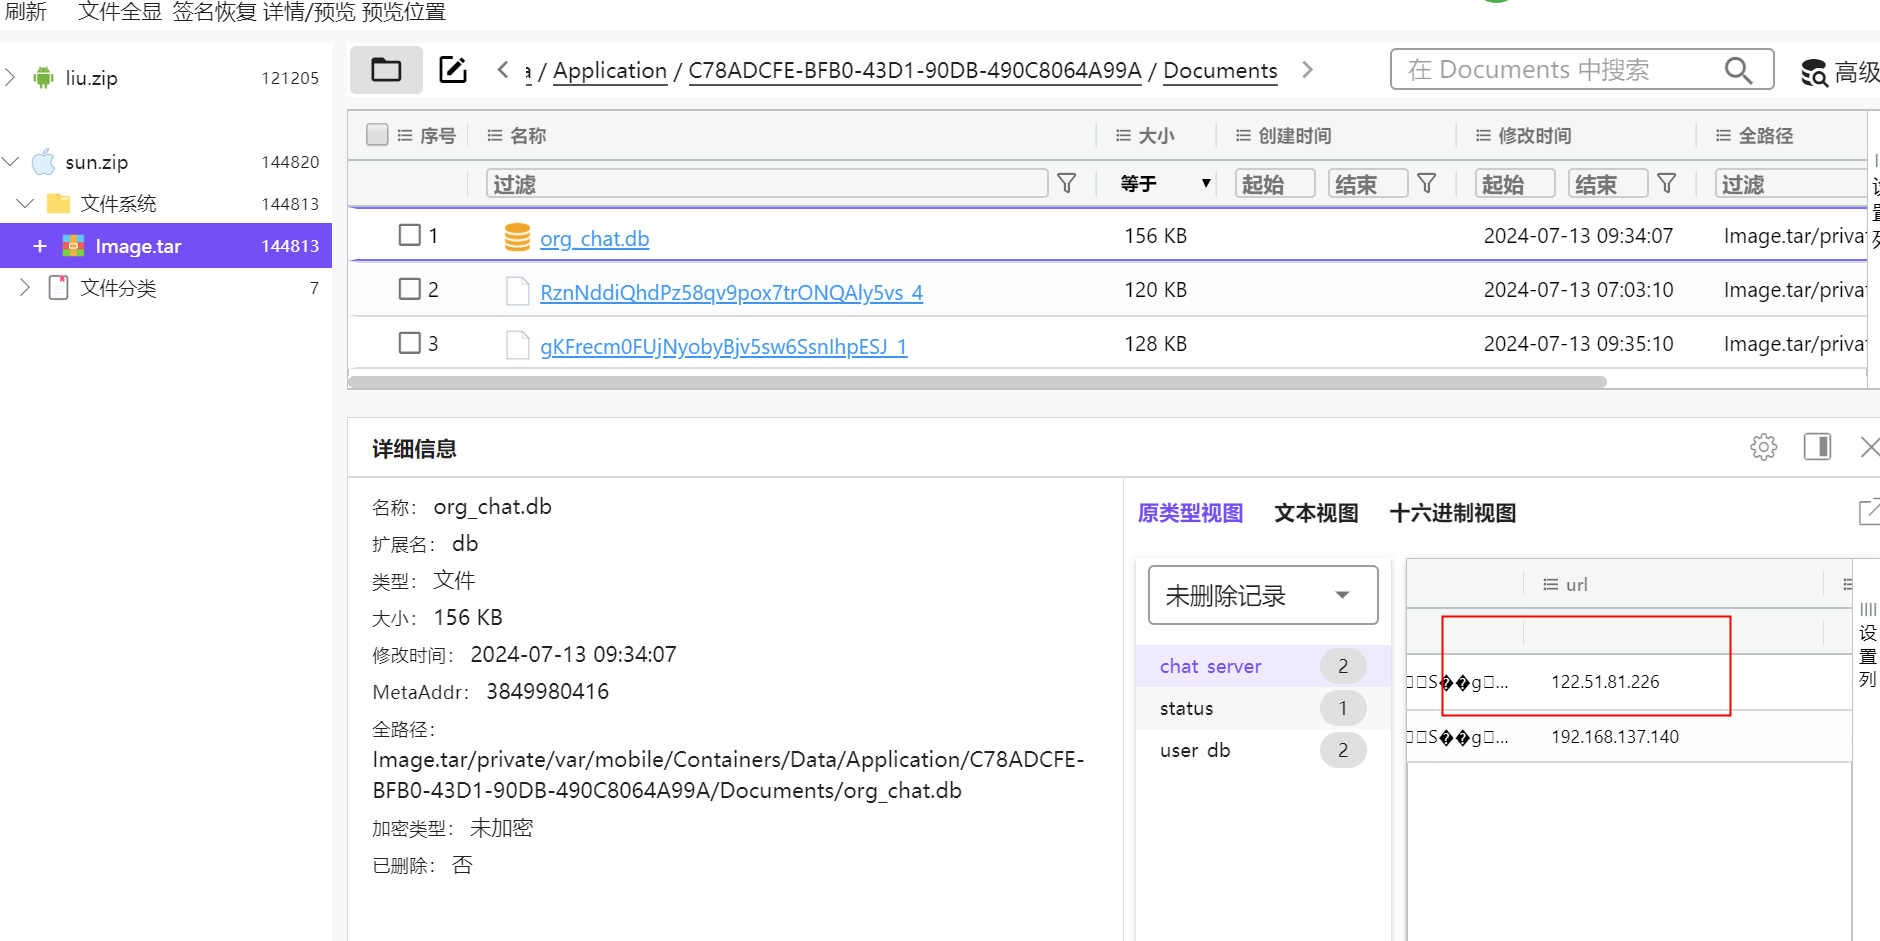 刷新 文件全显 签名恢复 详情/预览 预览位置
liu.zip 121205
sun.zip 144820
文件系统 144813
Image.tar 144813
文件分类 7
a / Application / C78ADCFE-BFB0-43D1-90DB-490C8064A99A / Documents
在 Documents 中搜索
高级
序号 名称 大小 创建时间 修改时间 全路径
过滤 等于 起始 结束 起始 结束 过滤
1 org_chat.db 156 KB 2024-07-13 09:34:07 Image.tar/priva
2 RznNddiQhdPz58qv9pox7trONQAly5vs_4 120 KB 2024-07-13 07:03:10 Image.tar/priva
3 gKFrecm0FUjNyobyBjv5sw6SsnIhpESJ_1 128 KB 2024-07-13 09:35:10 Image.tar/priva
设置列
详细信息
名称: org_chat.db
扩展名: db
类型: 文件
大小: 156 KB
修改时间: 2024-07-13 09:34:07
MetaAddr: 3849980416
全路径:
Image.tar/private/var/mobile/Containers/Data/Application/C78ADCFE-
BFB0-43D1-90DB-490C8064A99A/Documents/org_chat.db
加密类型: 未加密
已删除: 否
原类型视图 文本视图 十六进制视图
未删除记录
chat server 2
status 1
user db 2
url
S��g▯... 122.51.81.226
S��g▯... 192.168.137.140
设
置
列